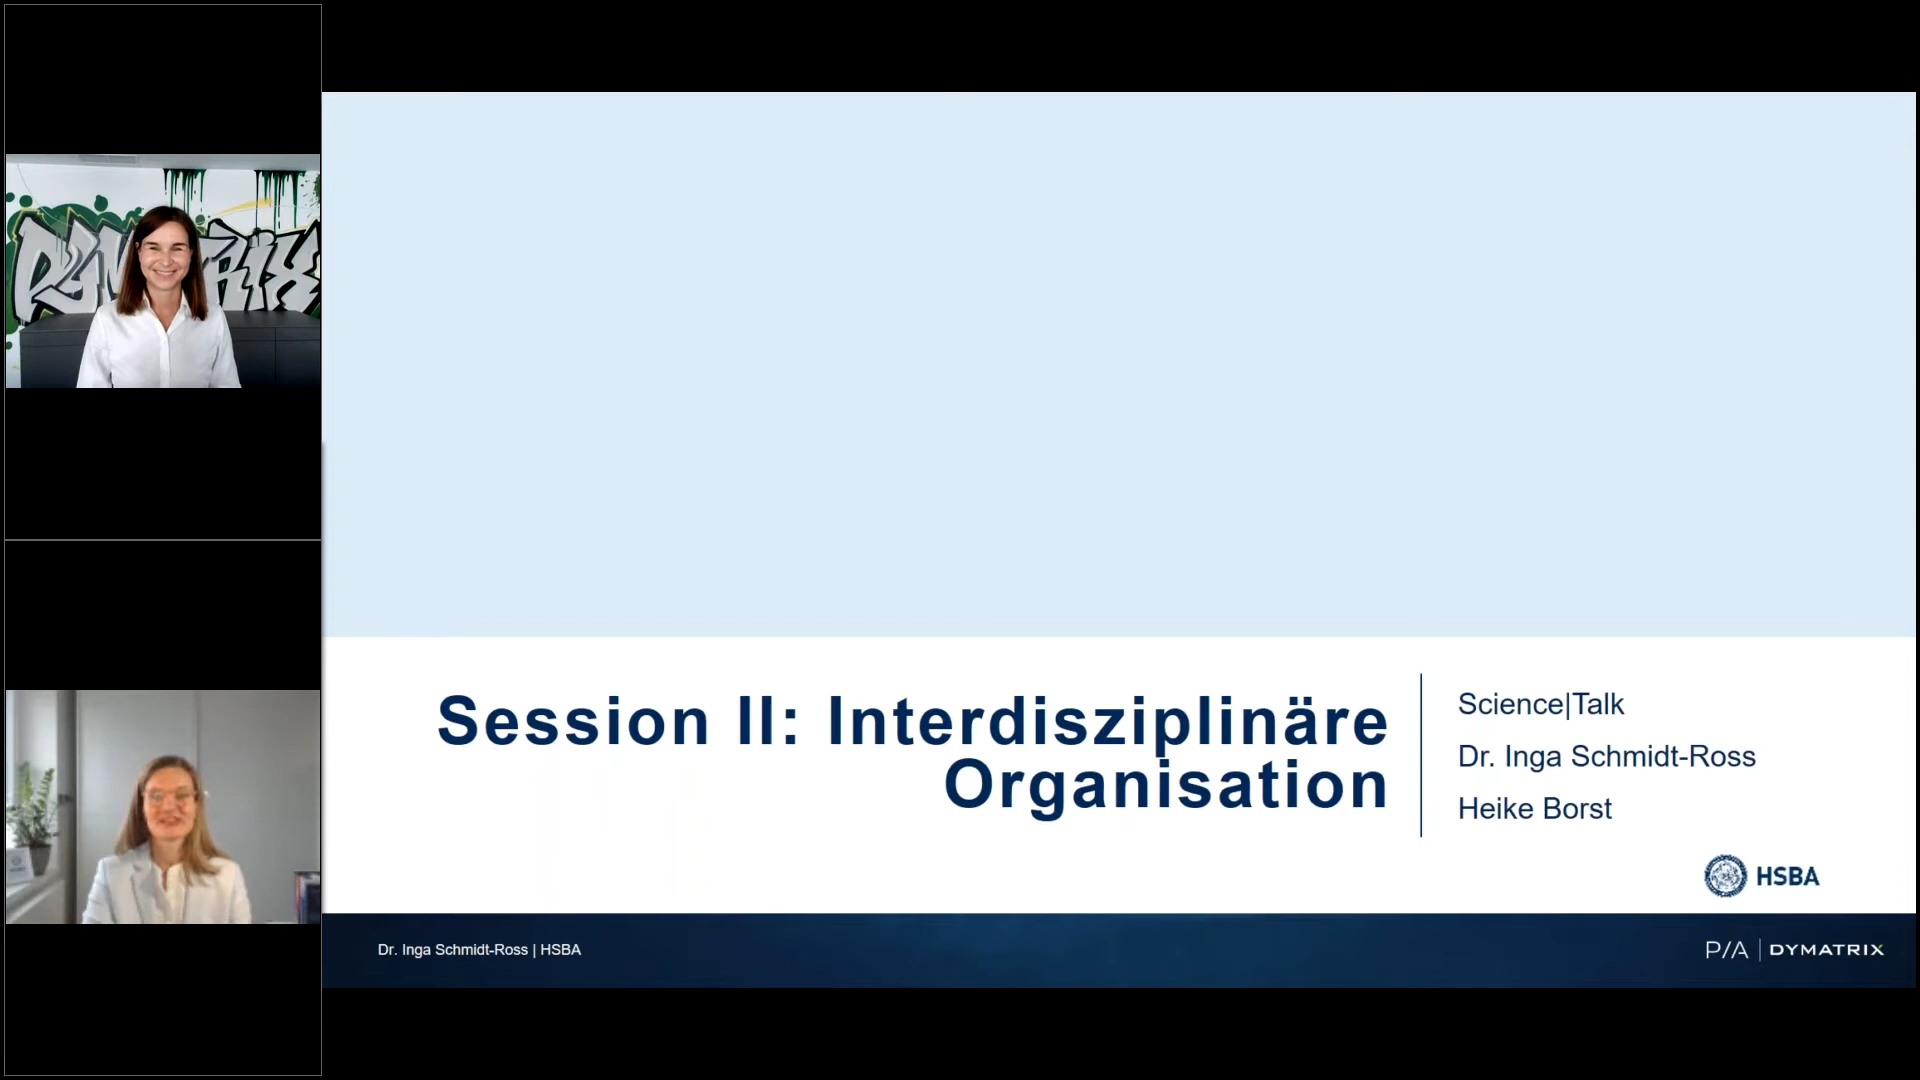 DYMATRIX
Session II: Interdisziplinäre
Organisation
Science|Talk
Dr. Inga Schmidt-Ross
Heike Borst
HSBA
Dr. Inga Schmidt-Ross | HSBA
P/A | DYMATRIX